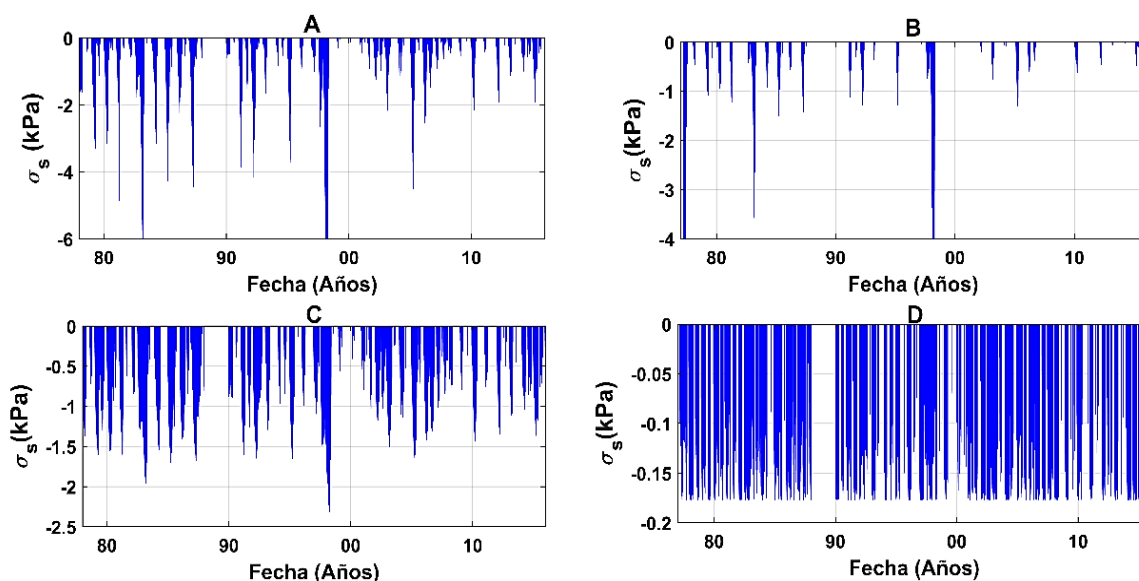 A
0
-2
-4
-6
σs (kPa)
80 90 00 10
Fecha (Años)
B
0
-1
-2
-3
-4
σs(kPa)
80 90 00 10
Fecha (Años)
C
0
-0.5
-1
-1.5
-2
-2.5
σs(kPa)
80 90 00 10
Fecha (Años)
D
0
-0.05
-0.1
-0.15
-0.2
σs(kPa)
80 90 00 10
Fecha (Años)